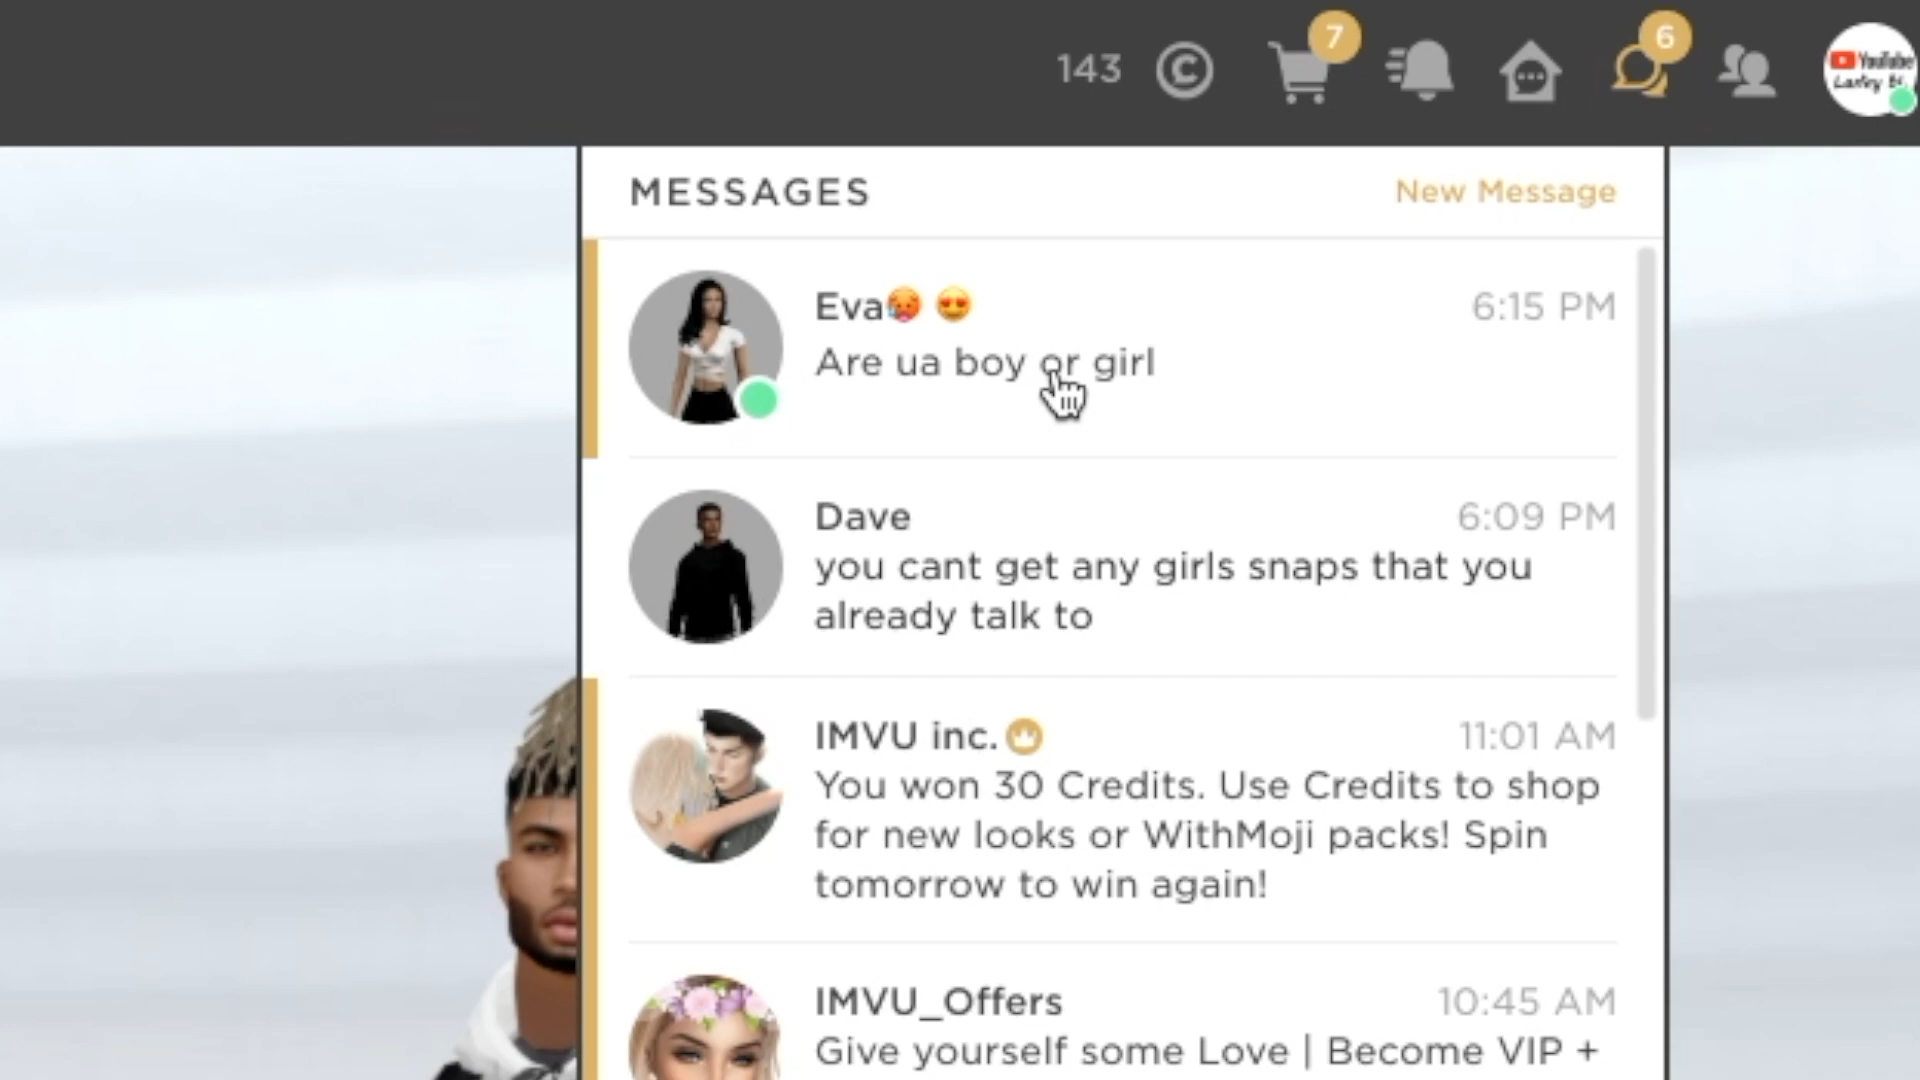 143
7
6
YouTube
MESSAGES
New Message
Eva🥵 😍
6:15 PM
Are ua boy or girl
Dave
6:09 PM
you cant get any girls snaps that you
already talk to
IMVU inc.
11:01 AM
You won 30 Credits. Use Credits to shop
for new looks or WithMoji packs! Spin
tomorrow to win again!
IMVU_Offers
10:45 AM
Give yourself some Love | Become VIP +